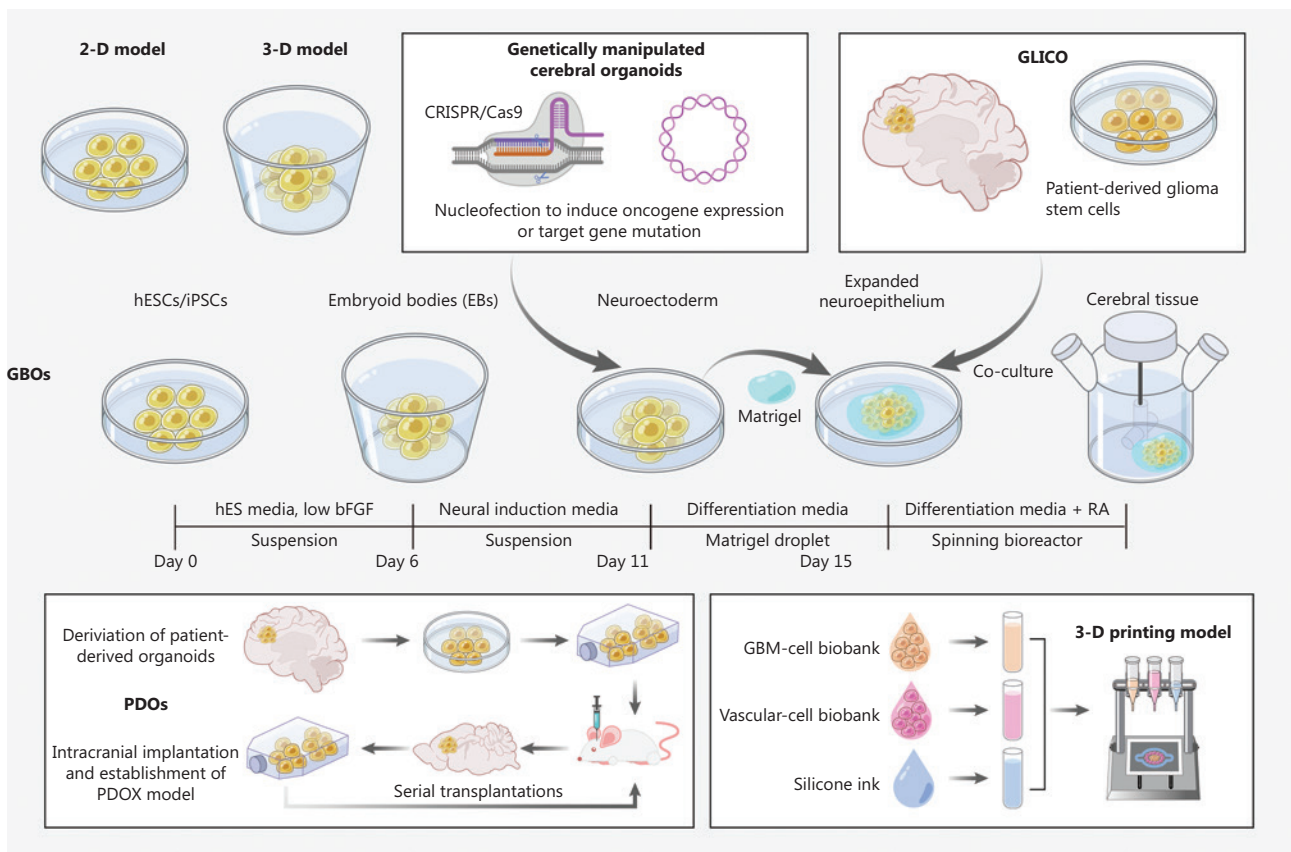 2-D model
3-D model
Genetically manipulated
cerebral organoids
CRISPR/Cas9
Nucleofection to induce oncogene expression
or target gene mutation
GLICO
Patient-derived glioma
stem cells
hESCs/iPSCs
Embryoid bodies (EBs)
Neuroectoderm
Expanded
neuroepithelium
Cerebral tissue
GBOs
Matrigel
Co-culture
hES media, low bFGF
Neural induction media
Differentiation media
Differentiation media + RA
Suspension
Suspension
Matrigel droplet
Spinning bioreactor
Day 0
Day 6
Day 11
Day 15
Deriviation of patient-
derived organoids
PDOs
Intracranial implantation
and establishment of
PDOX model
Serial transplantations
GBM-cell biobank
Vascular-cell biobank
Silicone ink
3-D printing model